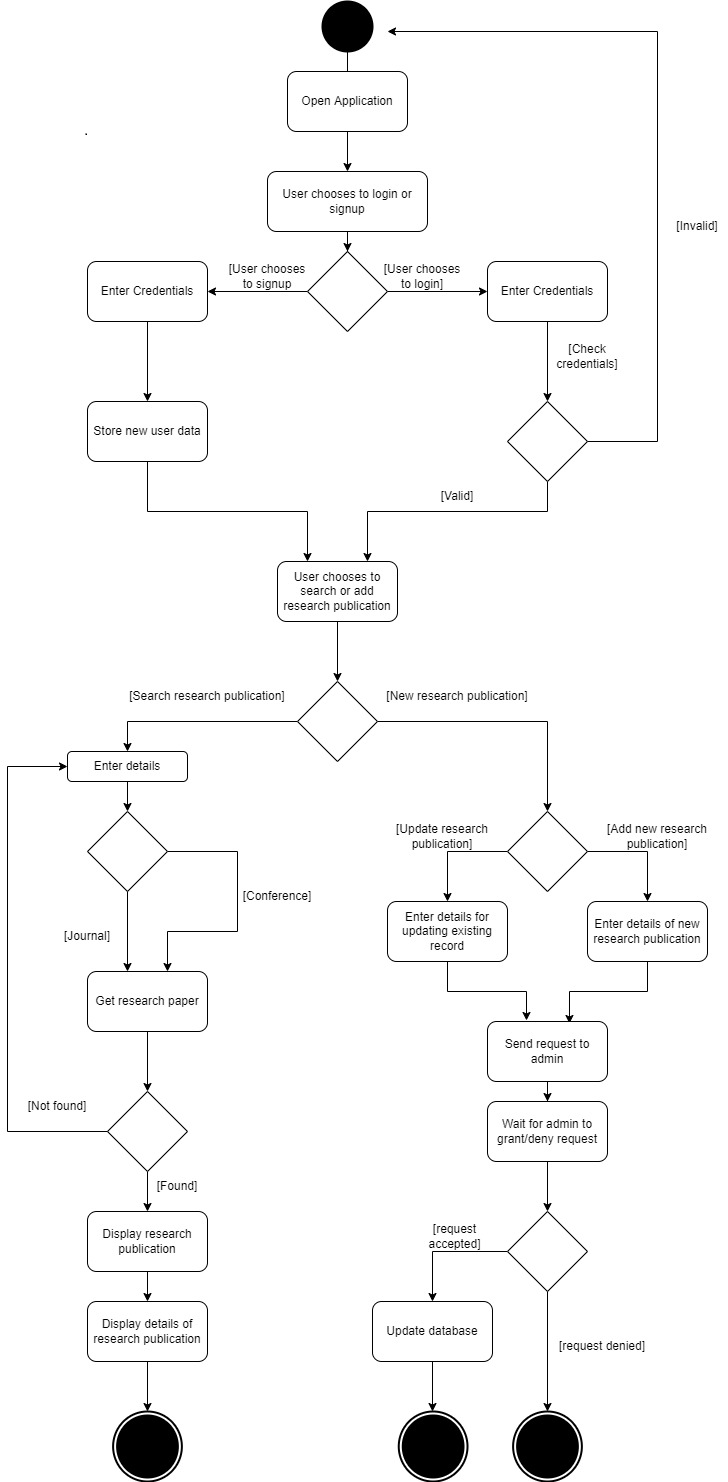 Open Application
.
User chooses to login or
signup
[Invalid]
[User chooses
to signup
[User chooses
to login]
Enter Credentials
Enter Credentials
[Check
credentials]
Store new user data
[Valid]
User chooses to
search or add
research publication
[Search research publication]
[New research publication]
Enter details
[Update research
publication]
[Add new research
publication]
[Conference]
[Journal]
Enter details for
updating existing
record
Enter details of new
research publication
Get research paper
Send request to
admin
[Not found]
Wait for admin to
grant/deny request
[Found]
Display research
publication
[request
accepted]
Display details of
research publication
Update database
[request denied]